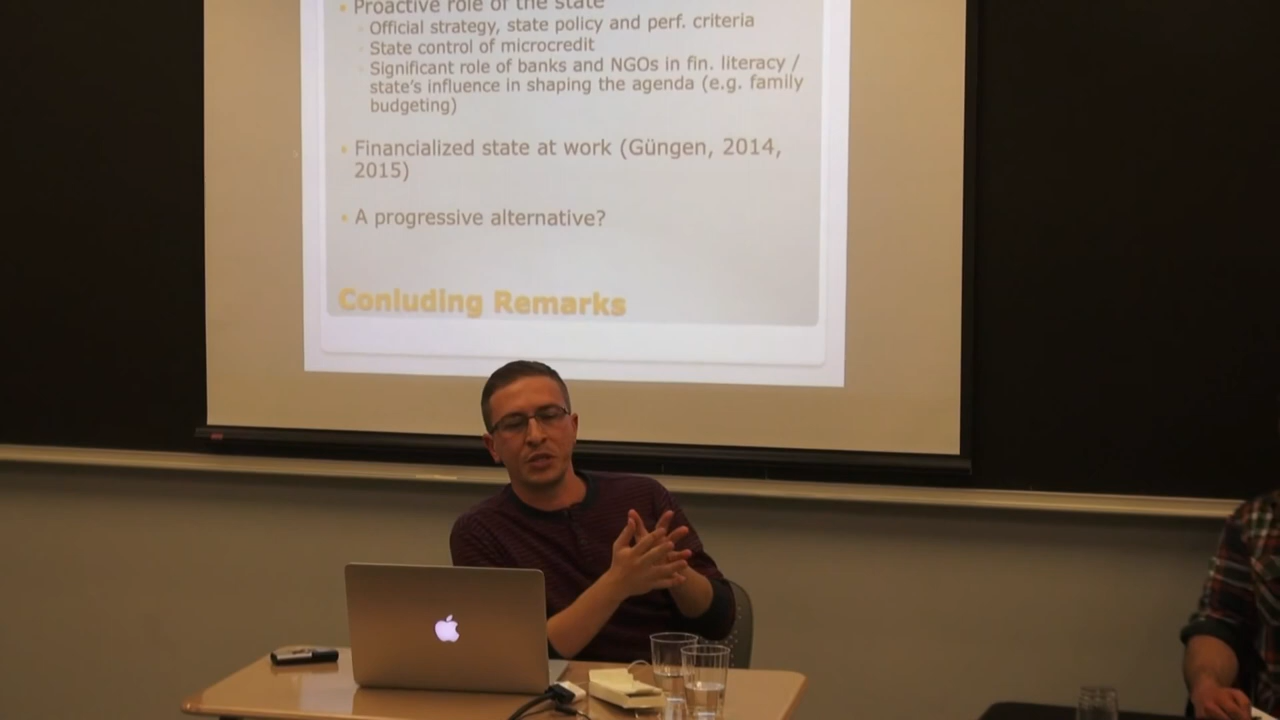 Proactive role of the state
Official strategy, state policy and perf. criteria
State control of microcredit
Significant role of banks and NGOs in fin. literacy /
state's influence in shaping the agenda (e.g. family
budgeting)
Financialized state at work (Güngen, 2014,
2015)
A progressive alternative?
Conluding Remarks